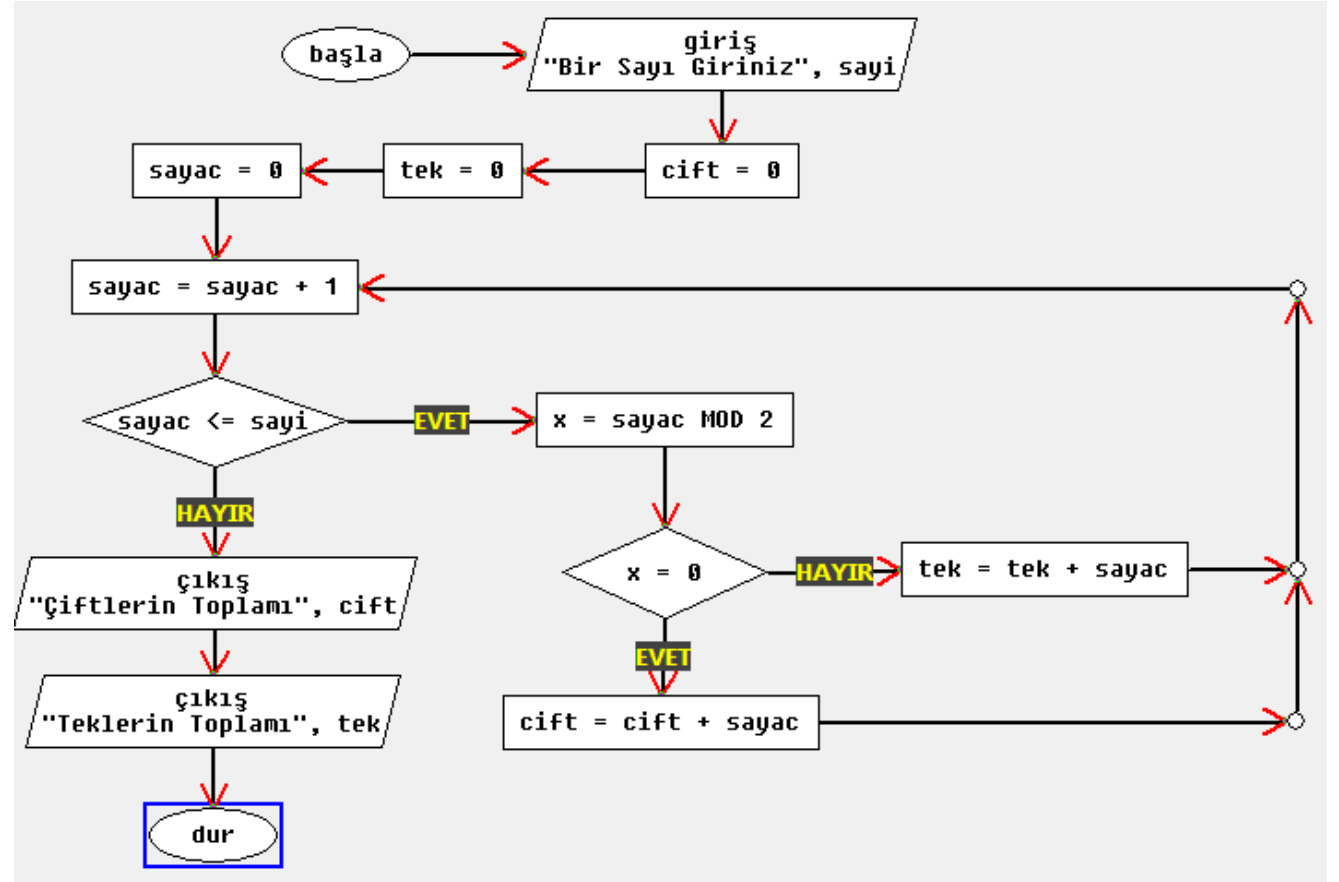 başla
giriş
"Bir Sayı Giriniz", sayi
cift = 0
tek = 0
sayac = 0
sayac = sayac + 1
sayac <= sayi
EVET
x = sayac MOD 2
HAYIR
x = 0
HAYIR
tek = tek + sayac
EVET
cift = cift + sayac
çıkış
"Çiftlerin Toplamı", cift
çıkış
"Teklerin Toplamı", tek
dur